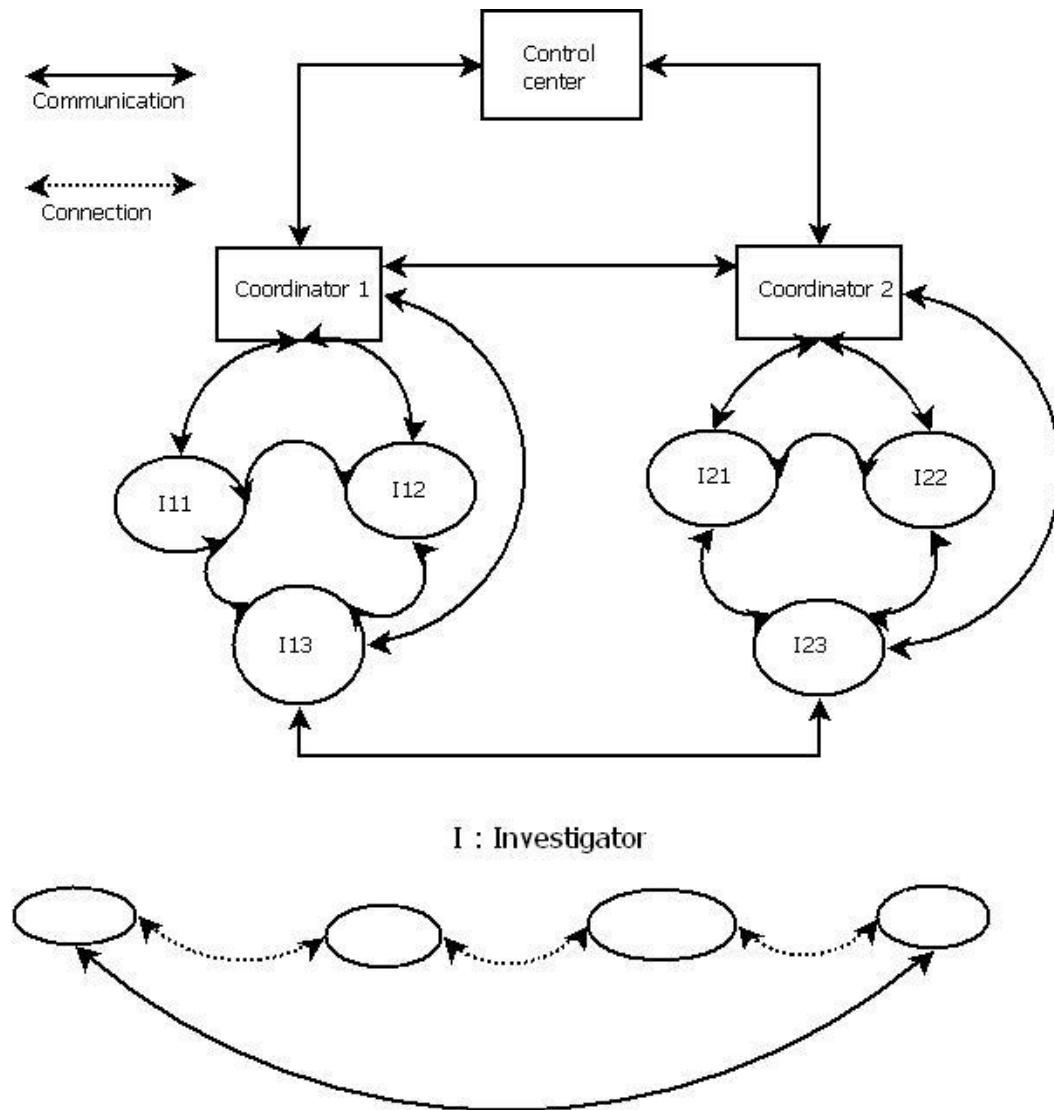 Control
center
Communication
Connection
Coordinator 1
Coordinator 2
I11
I12
I21
I22
I13
I23
I : Investigator